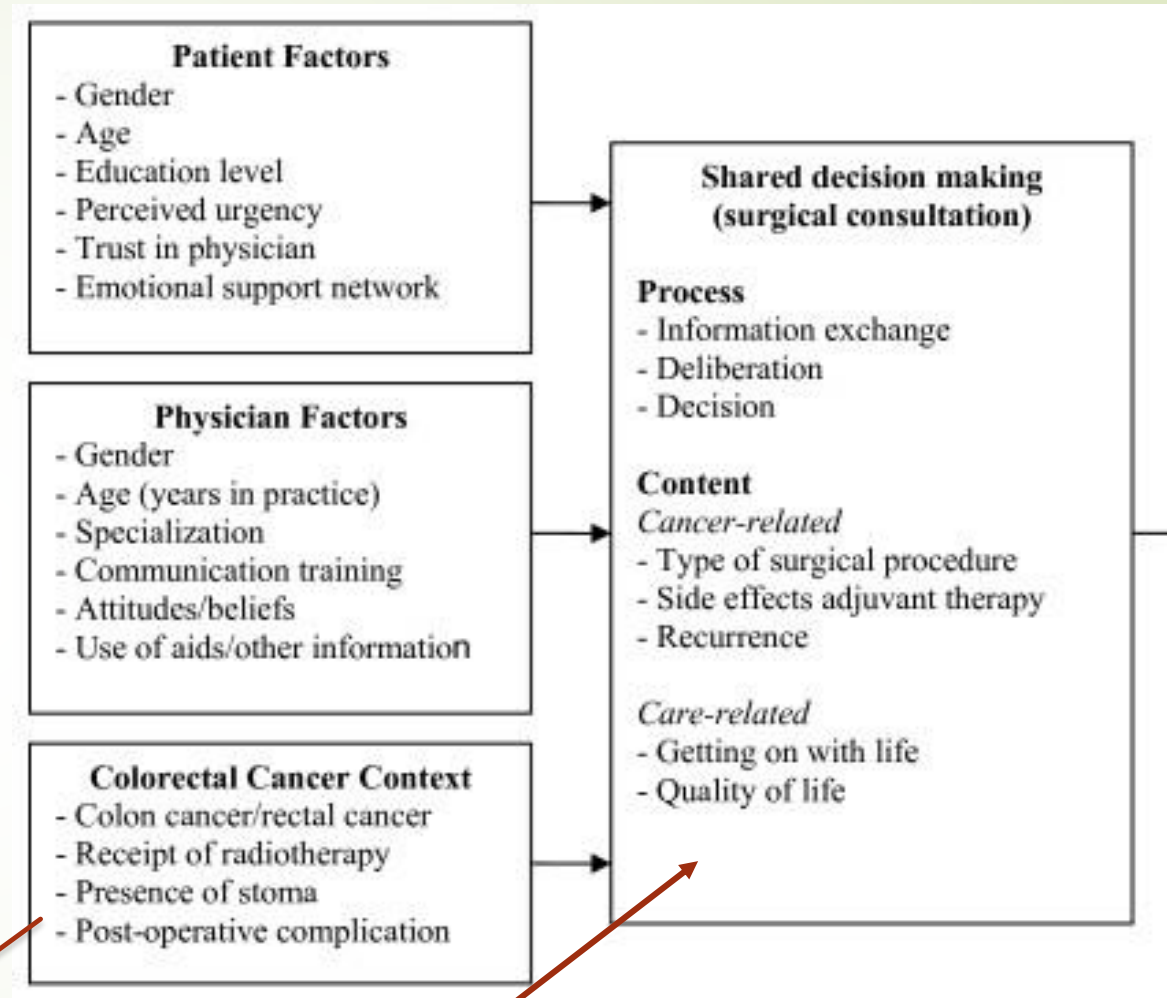 Patient Factors
- Gender
- Age
- Education level
- Perceived urgency
- Trust in physician
- Emotional support network
Physician Factors
- Gender
- Age (years in practice)
- Specialization
- Communication training
- Attitudes/beliefs
- Use of aids/other information
Colorectal Cancer Context
- Colon cancer/rectal cancer
- Receipt of radiotherapy
- Presence of stoma
- Post-operative complication
Shared decision making
(surgical consultation)
Process
- Information exchange
- Deliberation
- Decision
Content
Cancer-related
- Type of surgical procedure
- Side effects adjuvant therapy
- Recurrence
Care-related
- Getting on with life
- Quality of life